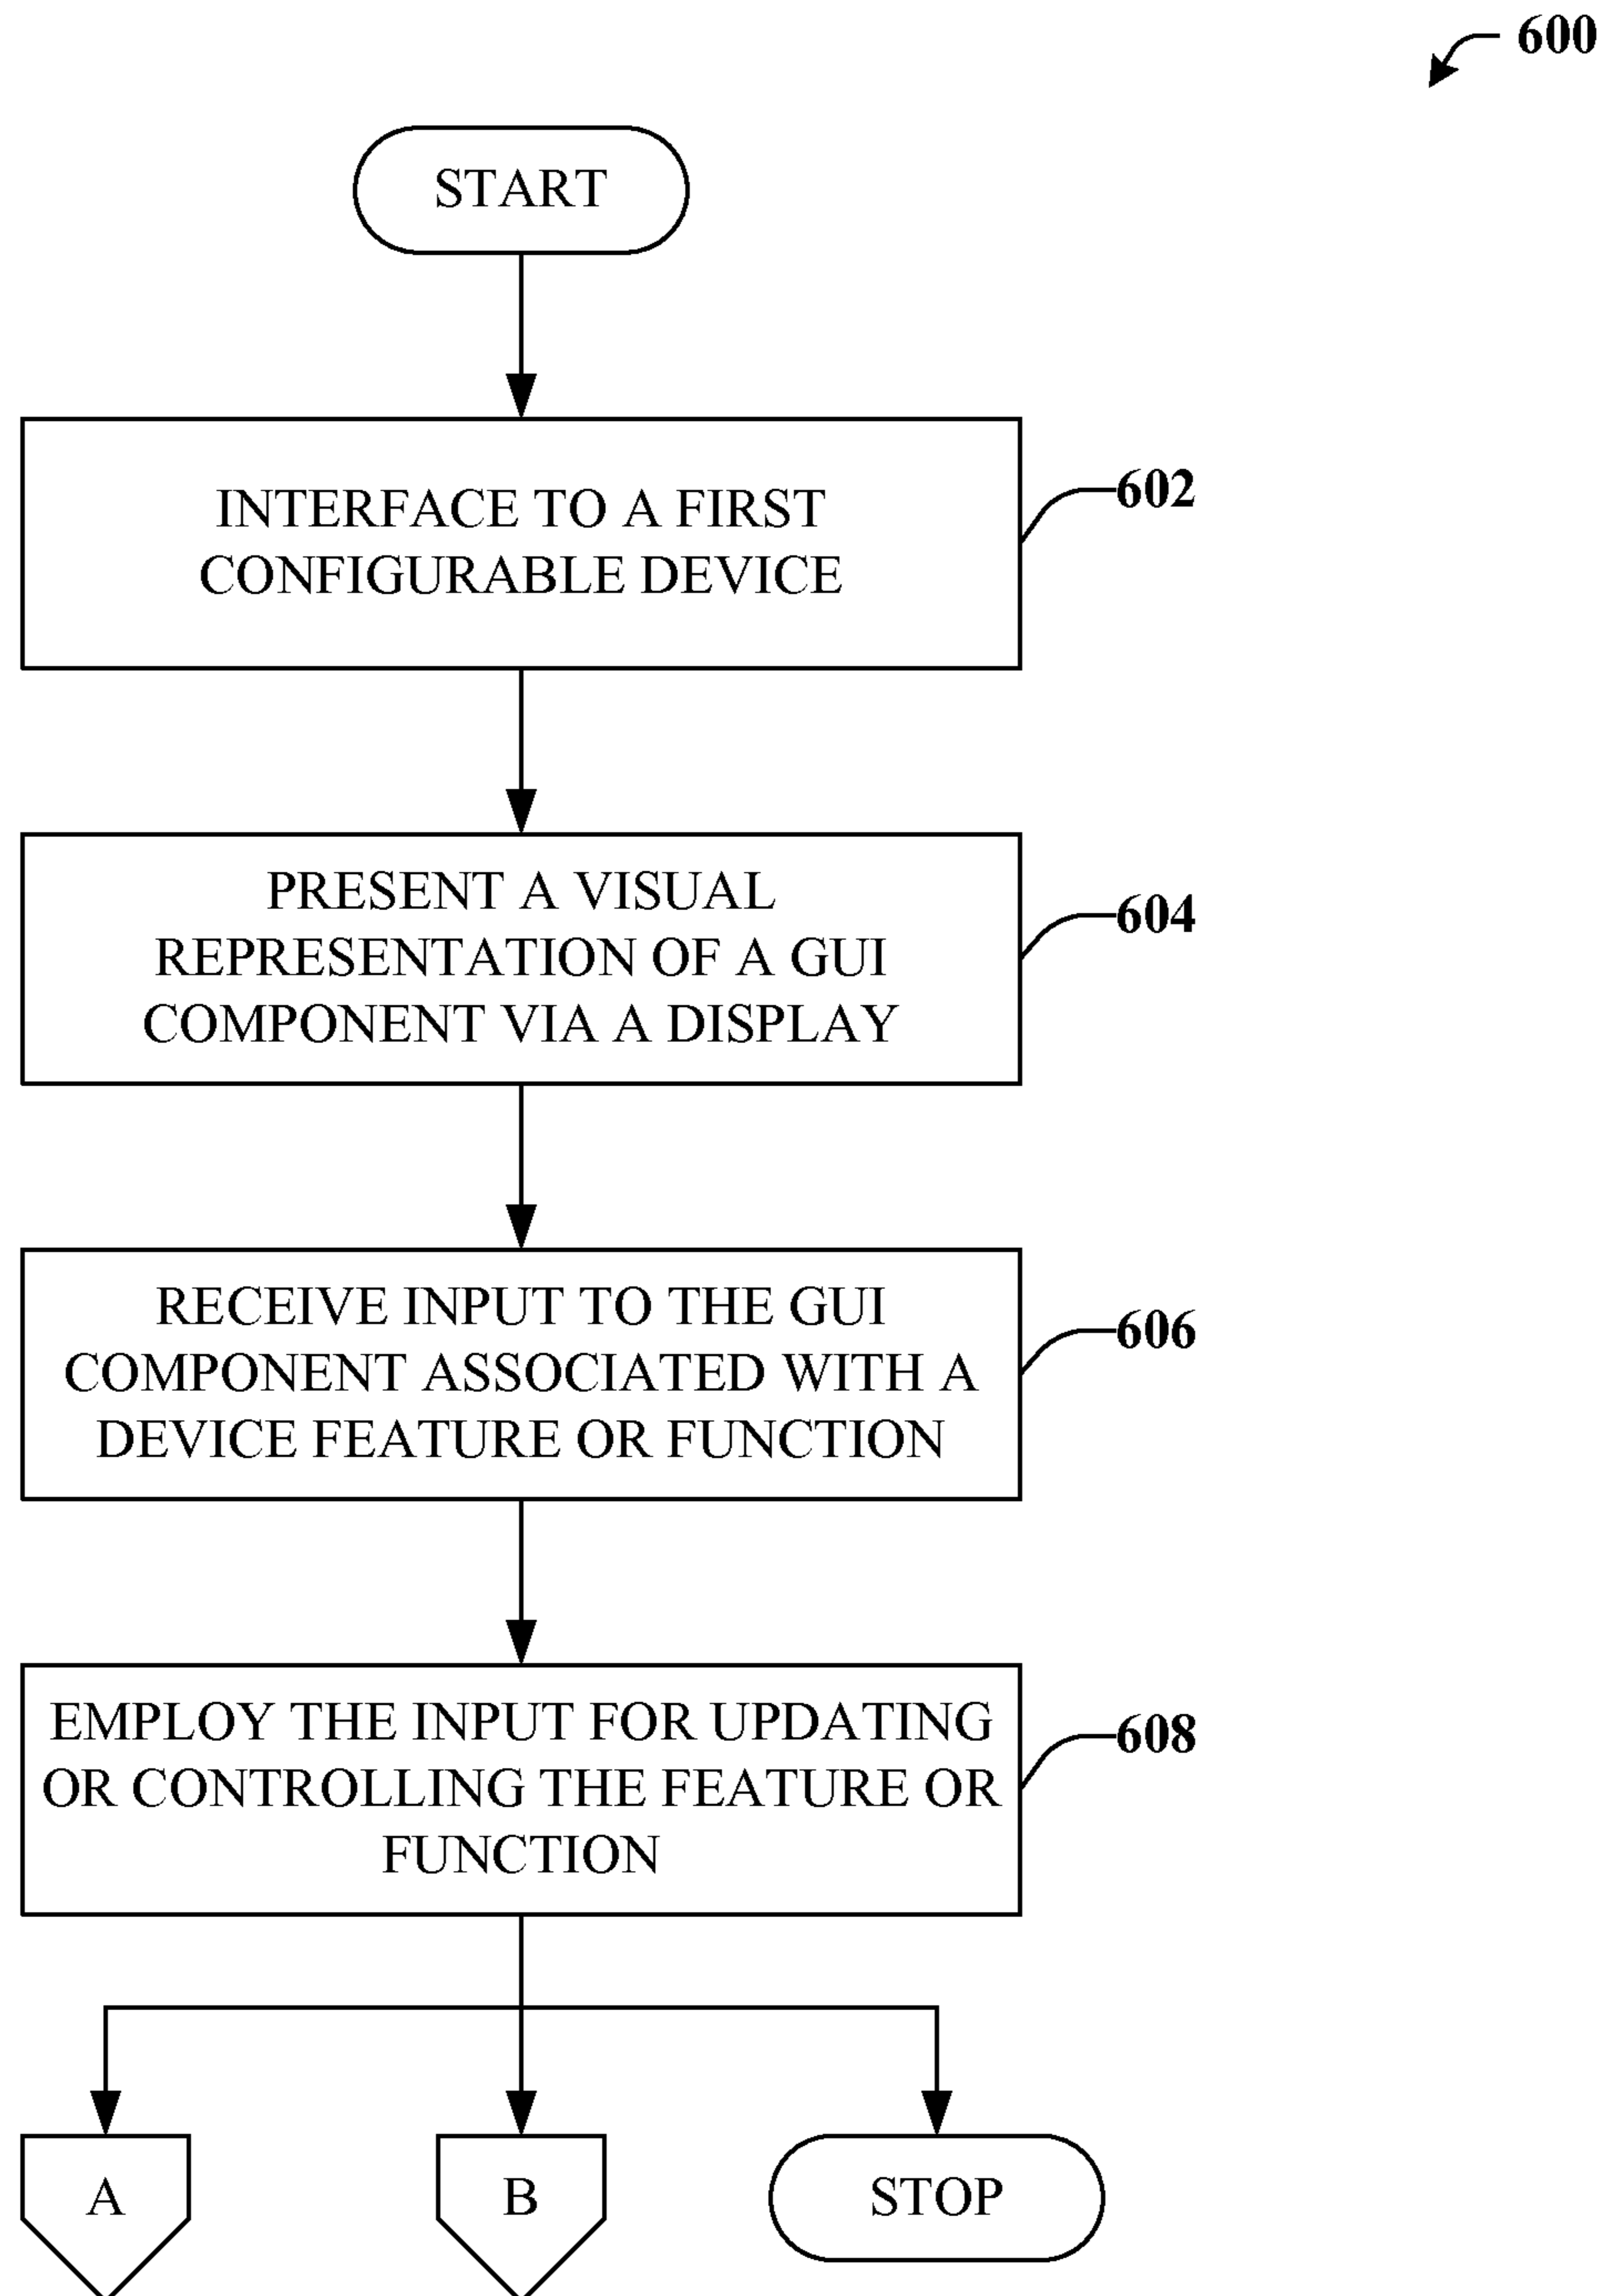 600
START
INTERFACE TO A FIRST
CONFIGURABLE DEVICE
602
PRESENT A VISUAL
REPRESENTATION OF A GUI
COMPONENT VIA A DISPLAY
604
RECEIVE INPUT TO THE GUI
COMPONENT ASSOCIATED WITH A
DEVICE FEATURE OR FUNCTION
606
EMPLOY THE INPUT FOR UPDATING
OR CONTROLLING THE FEATURE OR
FUNCTION
608
A
B
STOP